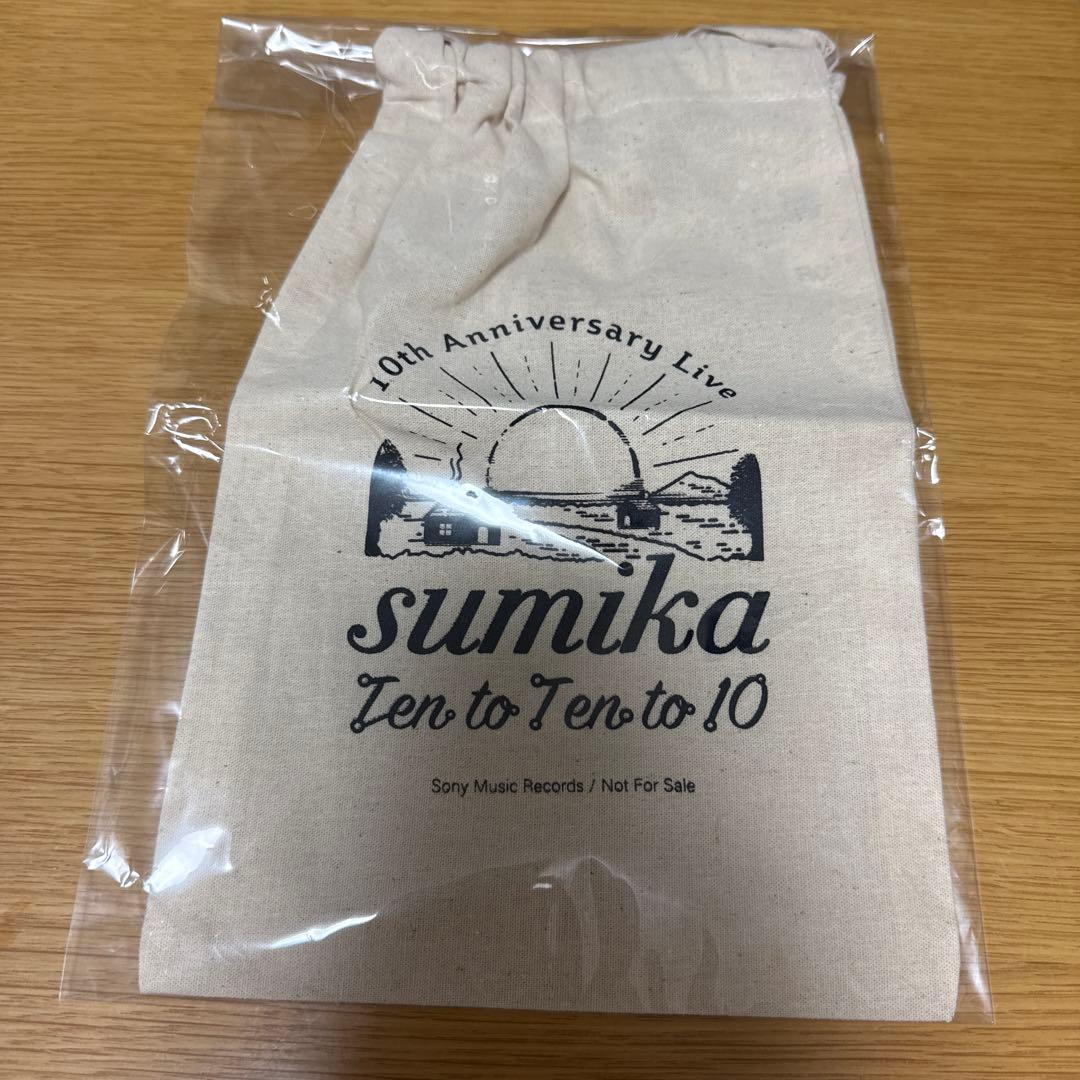 10th Anniversary Live
sumika
Ten to Ten to 10
Sony Music Records / Not For Sale